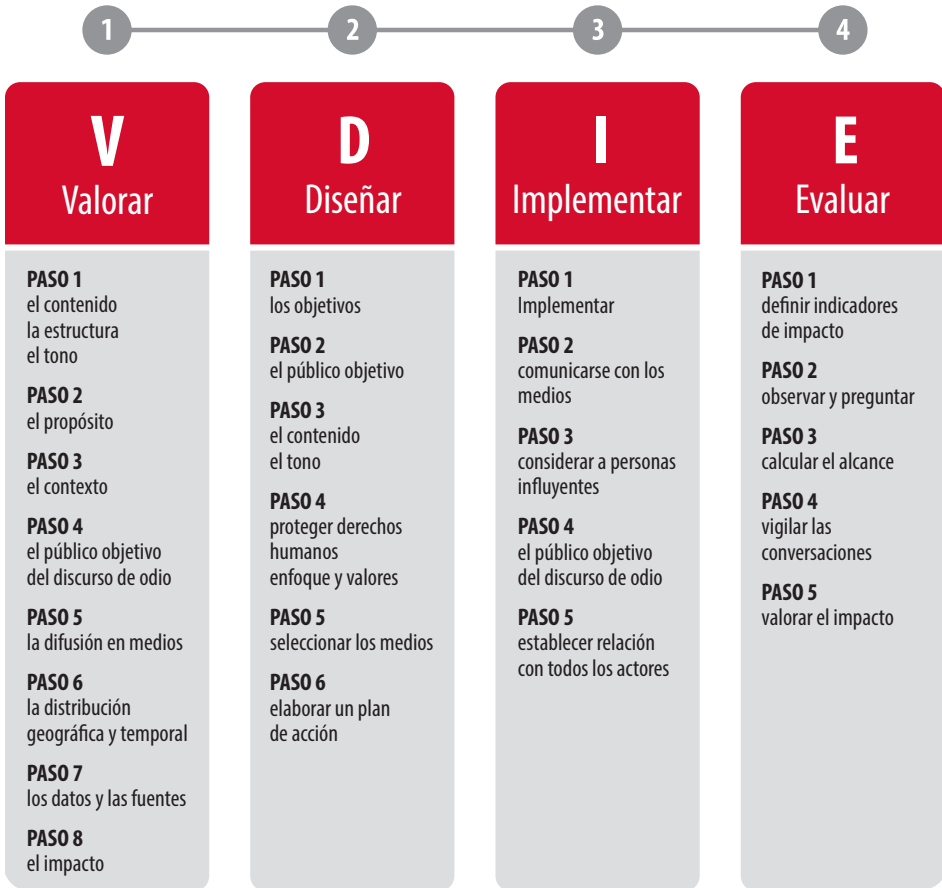 1
2
3
4
V
Valorar
PASO 1
el contenido
la estructura
el tono
PASO 2
el propósito
PASO 3
el contexto
PASO 4
el público objetivo
del discurso de odio
PASO 5
la difusión en medios
PASO 6
la distribución
geográfica y temporal
PASO 7
los datos y las fuentes
PASO 8
el impacto
D
Diseñar
PASO 1
los objetivos
PASO 2
el público objetivo
PASO 3
el contenido
el tono
PASO 4
proteger derechos
humanos
enfoque y valores
PASO 5
seleccionar los medios
PASO 6
elaborar un plan
de acción
I
Implementar
PASO 1
Implementar
PASO 2
comunicarse con los
medios
PASO 3
considerar a personas
influyentes
PASO 4
el público objetivo
del discurso de odio
PASO 5
establecer relación
con todos los actores
E
Evaluar
PASO 1
definir indicadores
de impacto
PASO 2
observar y preguntar
PASO 3
calcular el alcance
PASO 4
vigilar las
conversaciones
PASO 5
valorar el impacto